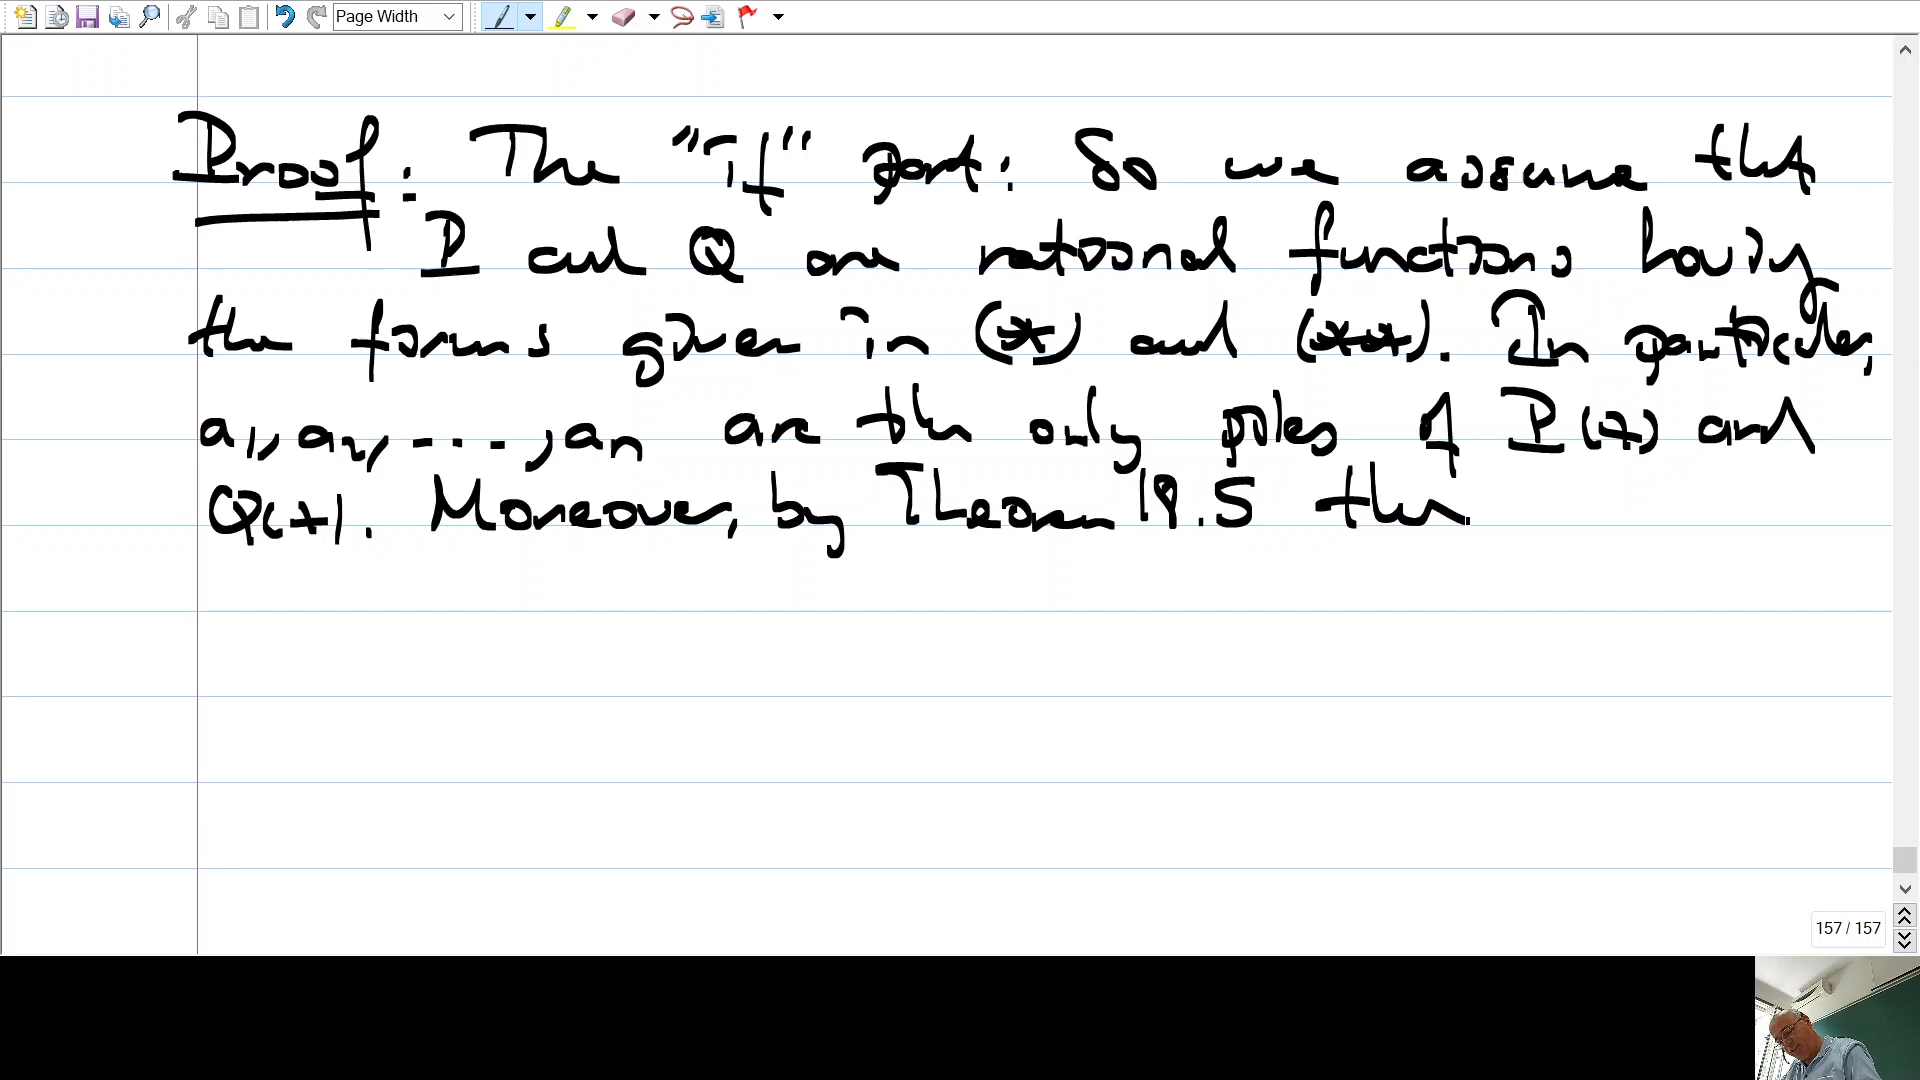 Page Width
Proof: The "if" part: So we assume that
P and Q are rational functions having
the forms given in (*) and (**). In particular,
a1, a2, ..., an are the only poles of P(z) and
Q(z). Moreover, by Theorem 19.5 the
157 / 157